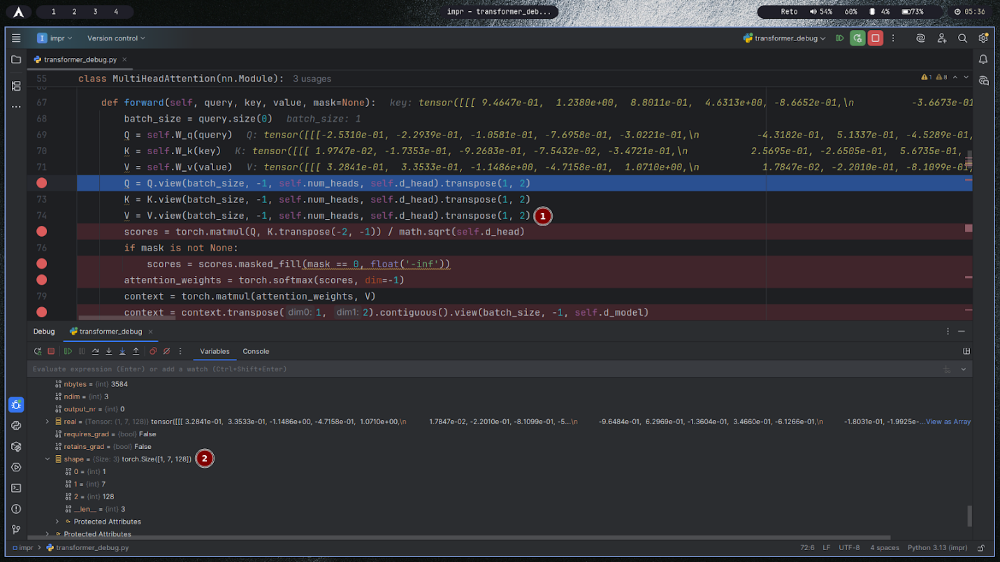 1 2 3 4
impr - transformer_deb...
Reto 54% 60% 4% 73% 05:36
I impr Version control
transformer_debug
transformer_debug.py ×
55 class MultiHeadAttention(nn.Module): 3 usages
1 8
67 def forward(self, query, key, value, mask=None): key: tensor([[[ 9.4647e-01, 1.2380e+00, 8.8011e-01, 4.6313e+00, -8.6652e-01,\n -3.6673e-01
68 batch_size = query.size(0) batch_size: 1
69 Q = self.W_q(query) Q: tensor([[[-2.5310e-01, -2.2939e-01, -1.0581e-01, -7.6958e-01, -3.0221e-01,\n -4.3182e-01, 5.1337e-01, -4.5289e-01,
70 K = self.W_k(key) K: tensor([[[ 1.9747e-02, -1.7353e-01, -9.2683e-01, -7.5432e-02, -3.4721e-01,\n 2.5695e-01, -2.6505e-01, 5.6735e-01,
71 V = self.W_v(value) V: tensor([[[ 3.2841e-01, 3.3533e-01, -1.1486e+00, -4.7158e-01, 1.0710e+00,\n 1.7847e-02, -2.2010e-01, -8.1099e-01,
Q = Q.view(batch_size, -1, self.num_heads, self.d_head).transpose(1, 2)
73 K = K.view(batch_size, -1, self.num_heads, self.d_head).transpose(1, 2)
74 V = V.view(batch_size, -1, self.num_heads, self.d_head).transpose(1, 2) 1
scores = torch.matmul(Q, K.transpose(-2, -1)) / math.sqrt(self.d_head)
76 if mask is not None:
scores = scores.masked_fill(mask == 0, float('-inf'))
attention_weights = torch.softmax(scores, dim=-1)
79 context = torch.matmul(attention_weights, V)
context = context.transpose( dim0: 1, dim1: 2).contiguous().view(batch_size, -1, self.d_model)
Debug transformer_debug ×
Variables Console
Evaluate expression (Enter) or add a watch (Ctrl+Shift+Enter)
nbytes = {int} 3584
ndim = {int} 3
output_nr = {int} 0
real = {Tensor: (1, 7, 128)} tensor([[[ 3.2841e-01, 3.3533e-01, -1.1486e+00, -4.7158e-01, 1.0710e+00,\n 1.7847e-02, -2.2010e-01, -8.1099e-01, -5...\n -9.6484e-01, 6.2969e-01, -1.3604e-01, 3.4660e-01, -6.1266e-01,\n -1.8031e-01, -1.9925e-...View as Array
requires_grad = {bool} False
retains_grad = {bool} False
shape = {Size: 3} torch.Size([1, 7, 128]) 2
0 = {int} 1
1 = {int} 7
2 = {int} 128
__len__ = {int} 3
Protected Attributes
Protected Attributes
impr > transformer_debug.py
72:6 LF UTF-8 4 spaces Python 3.13 (impr)